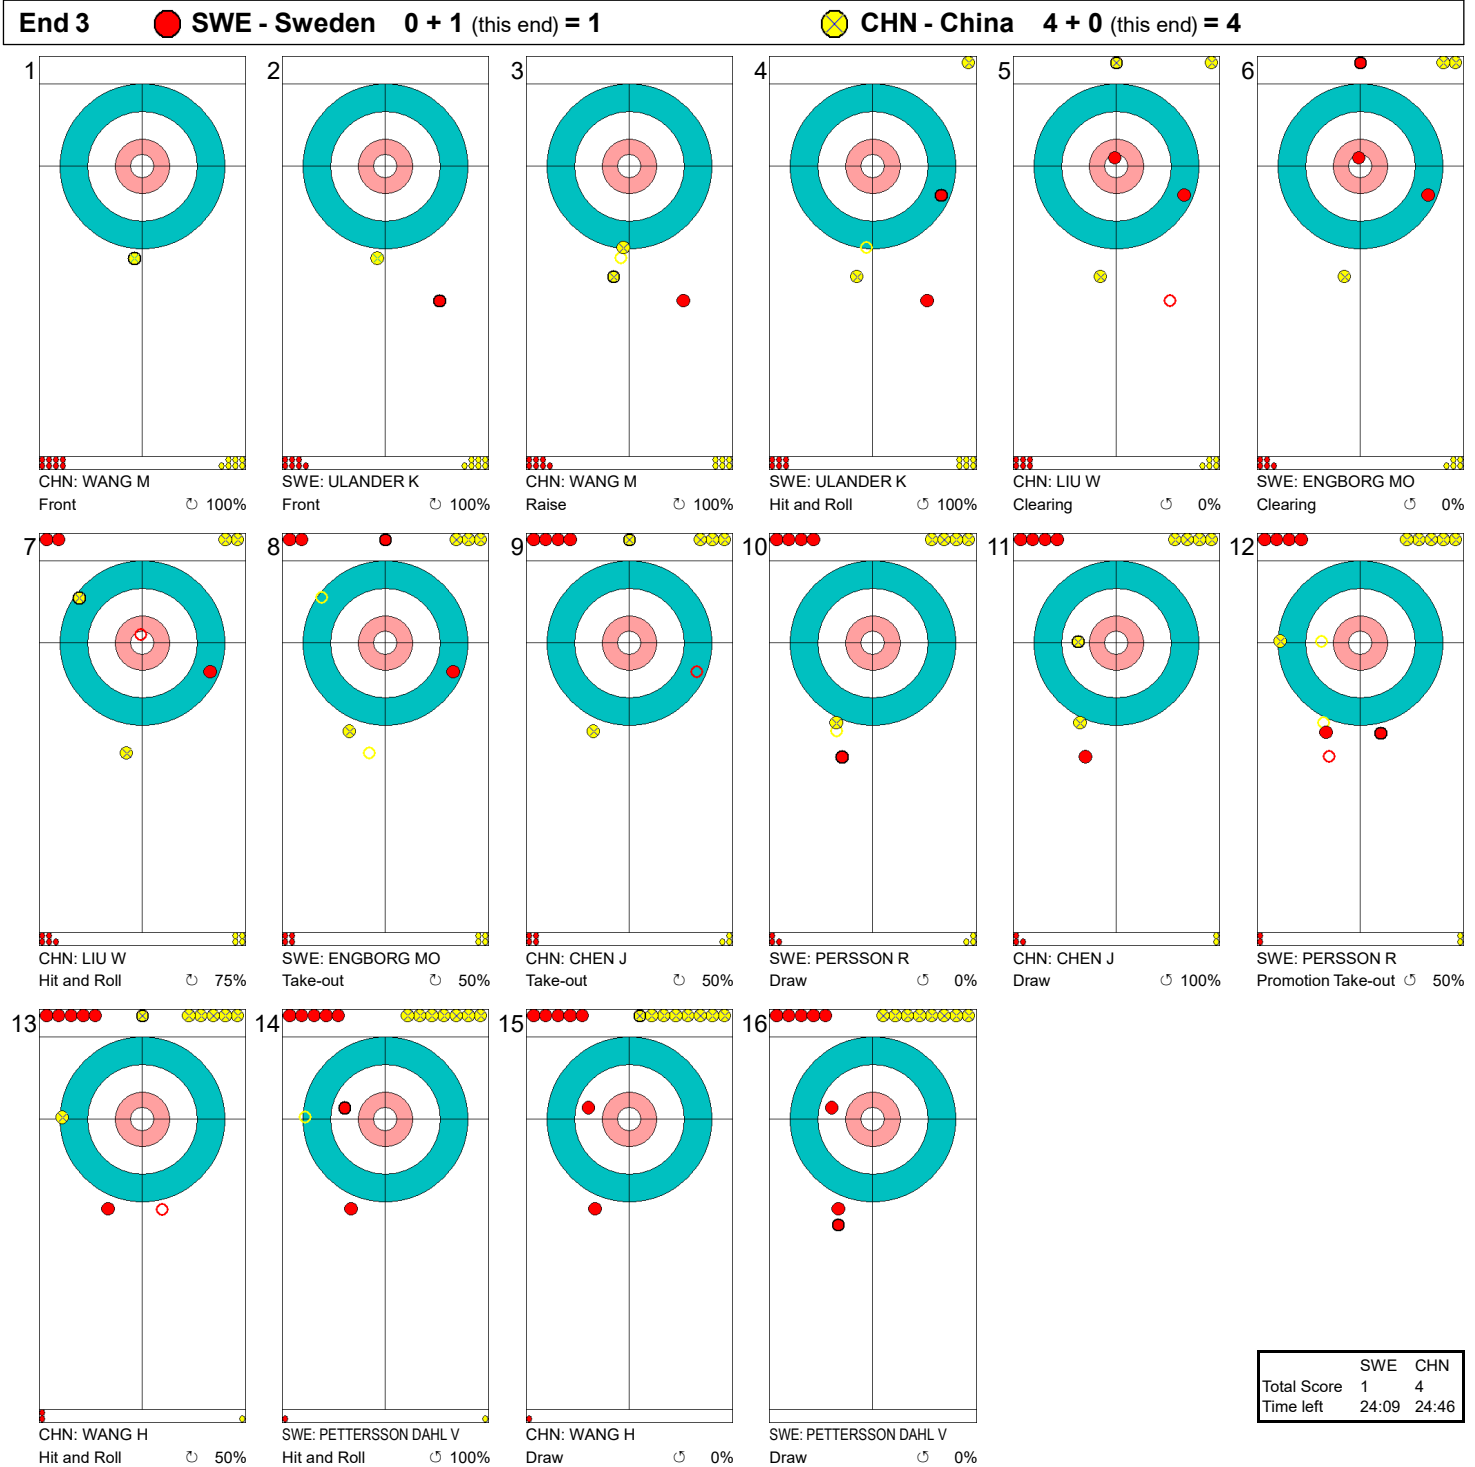 End 3 SWE - Sweden 0 + 1 (this end) = 1 CHN - China 4 + 0 (this end) = 4
1 2 3 4 5 6
CHN: WANG M SWE: ULANDER K CHN: WANG M SWE: ULANDER K CHN: LIU W SWE: ENGBORG MO
Front ↻ 100% Front ↻ 100% Raise ↻ 100% Hit and Roll ↺ 100% Clearing ↺ 0% Clearing ↺ 0%
7 8 9 10 11 12
CHN: LIU W SWE: ENGBORG MO CHN: CHEN J SWE: PERSSON R CHN: CHEN J SWE: PERSSON R
Hit and Roll ↻ 75% Take-out ↻ 50% Take-out ↻ 50% Draw ↺ 0% Draw ↺ 100% Promotion Take-out ↺ 50%
13 14 15 16
CHN: WANG H SWE: PETTERSSON DAHL V CHN: WANG H SWE: PETTERSSON DAHL V
Hit and Roll ↻ 50% Hit and Roll ↺ 100% Draw ↺ 0% Draw ↺ 0%
SWE CHN
Total Score 1 4
Time left 24:09 24:46